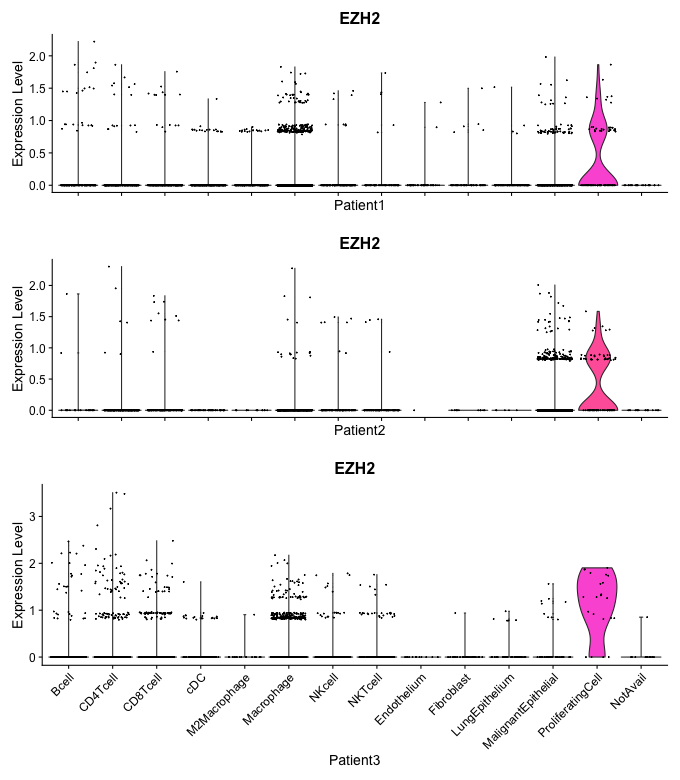 EZH2
Expression Level
2.0
1.5
1.0
0.5
0.0
Patient1
EZH2
Expression Level
2.0
1.5
1.0
0.5
0.0
Patient2
EZH2
Expression Level
3
2
1
0
Bcell
CD4Tcell
CD8Tcell
cDC
M2Macrophage
Macrophage
NKcell
NKTcell
Endothelium
Fibroblast
LungEpithelium
MalignantEpithelial
ProliferatingCell
NotAvail
Patient3